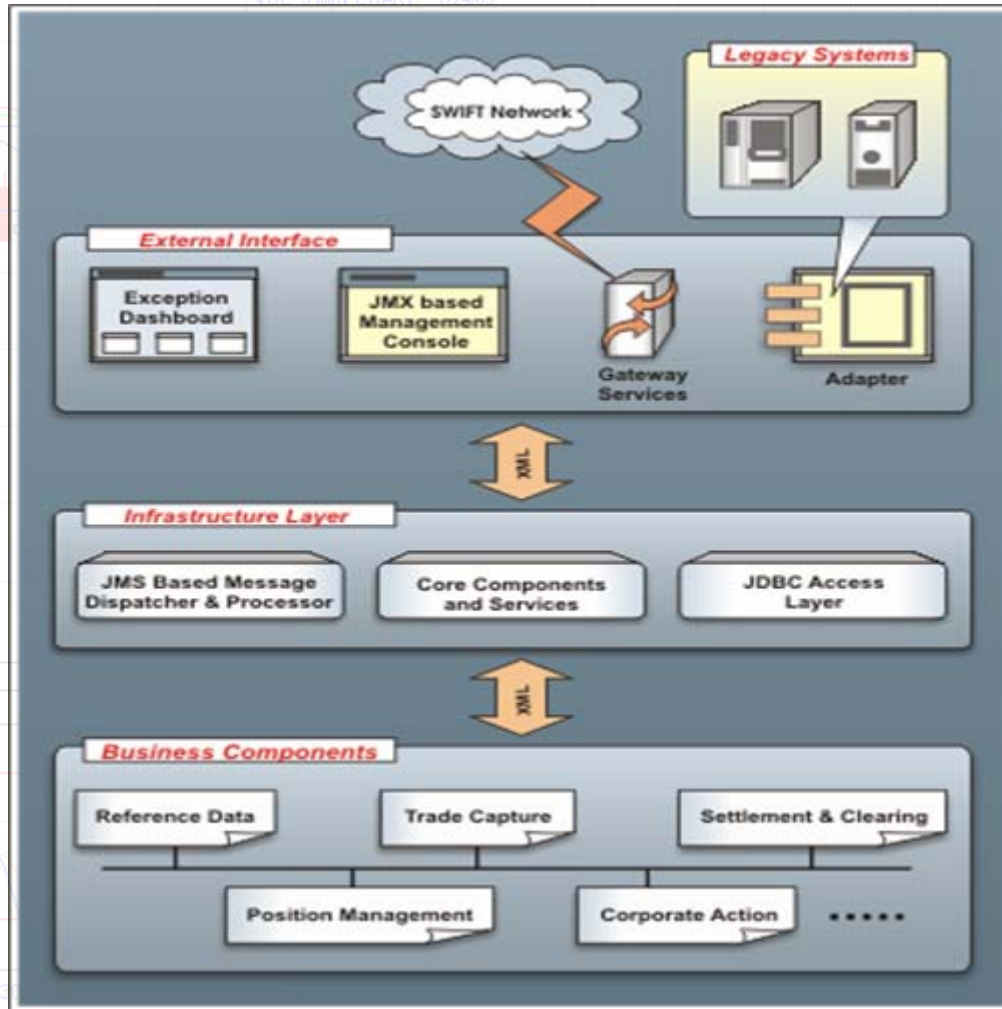 Legacy Systems
SWIFT Network
External Interface
Exception
Dashboard
JMX based
Management
Console
Gateway
Services
Adapter
XML
Infrastructure Layer
JMS Based Message
Dispatcher & Processor
Core Components
and Services
JDBC Access
Layer
XML
Business Components
Reference Data
Trade Capture
Settlement & Clearing
Position Management
Corporate Action
.....